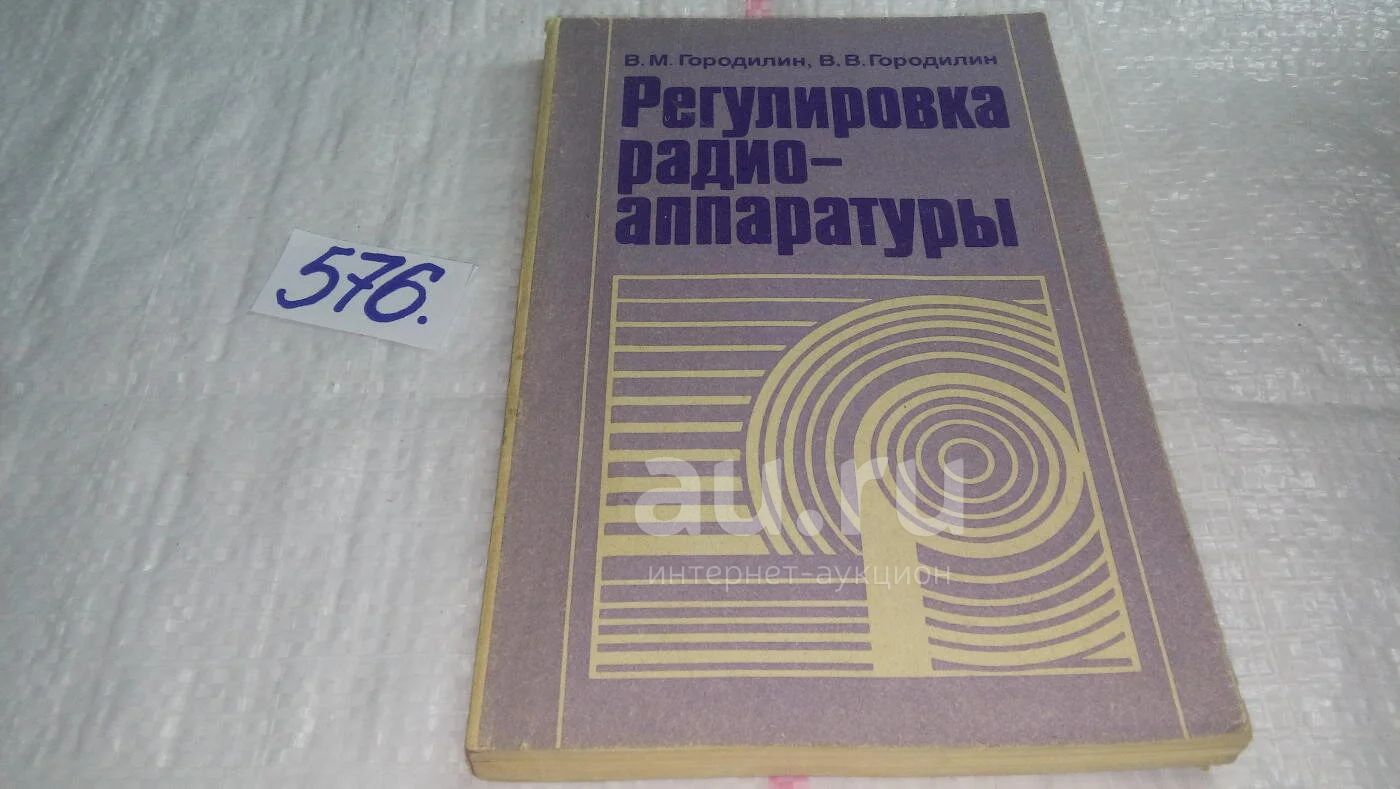 В. М. Городилин, В. В. Городилин
Регулировка
радио-
аппаратуры
576.
au.ru
интернет-аукцион